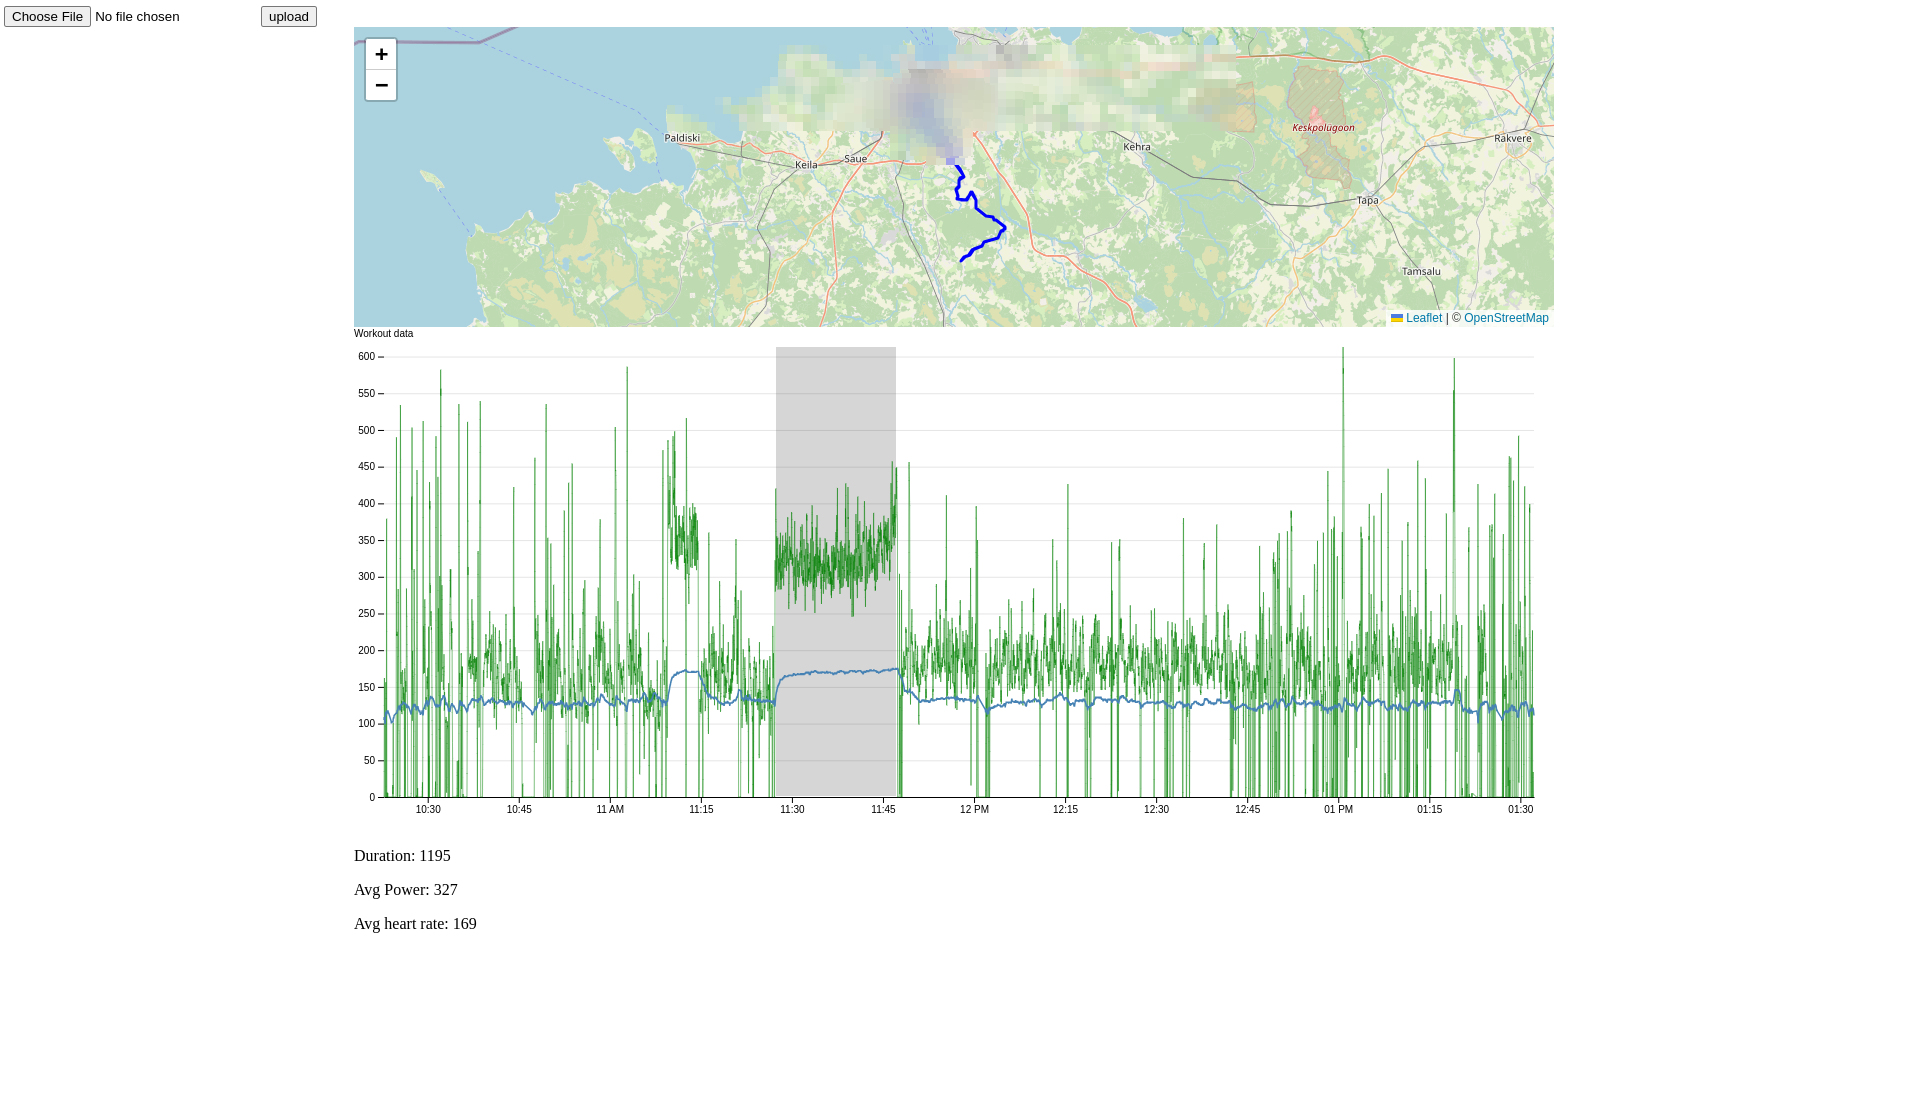 Choose File No file chosen upload
+
−
Paldiski
Keila
Saue
Kehra
Keskpolügoon
Rakvere
Tapa
Tamsalu
Leaflet | © OpenStreetMap
Workout data
600
550
500
450
400
350
300
250
200
150
100
50
0
10:30 10:45 11 AM 11:15 11:30 11:45 12 PM 12:15 12:30 12:45 01 PM 01:15 01:30
Duration: 1195
Avg Power: 327
Avg heart rate: 169